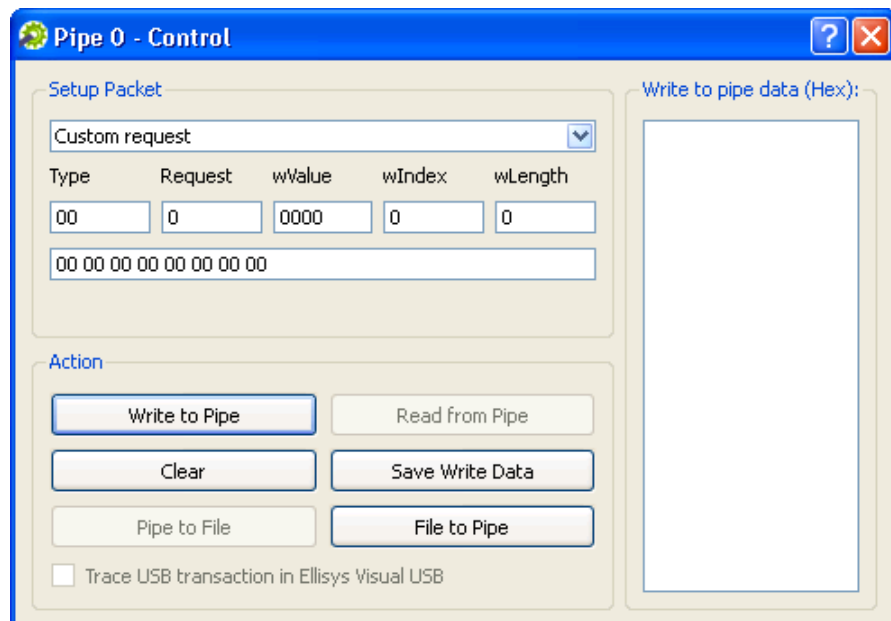 Pipe 0 - Control
Setup Packet
Write to pipe data (Hex):
Custom request
Type Request wValue wIndex wLength
00 0 0000 0 0
00 00 00 00 00 00 00 00
Action
Write to Pipe Read from Pipe
Clear Save Write Data
Pipe to File File to Pipe
Trace USB transaction in Ellisys Visual USB